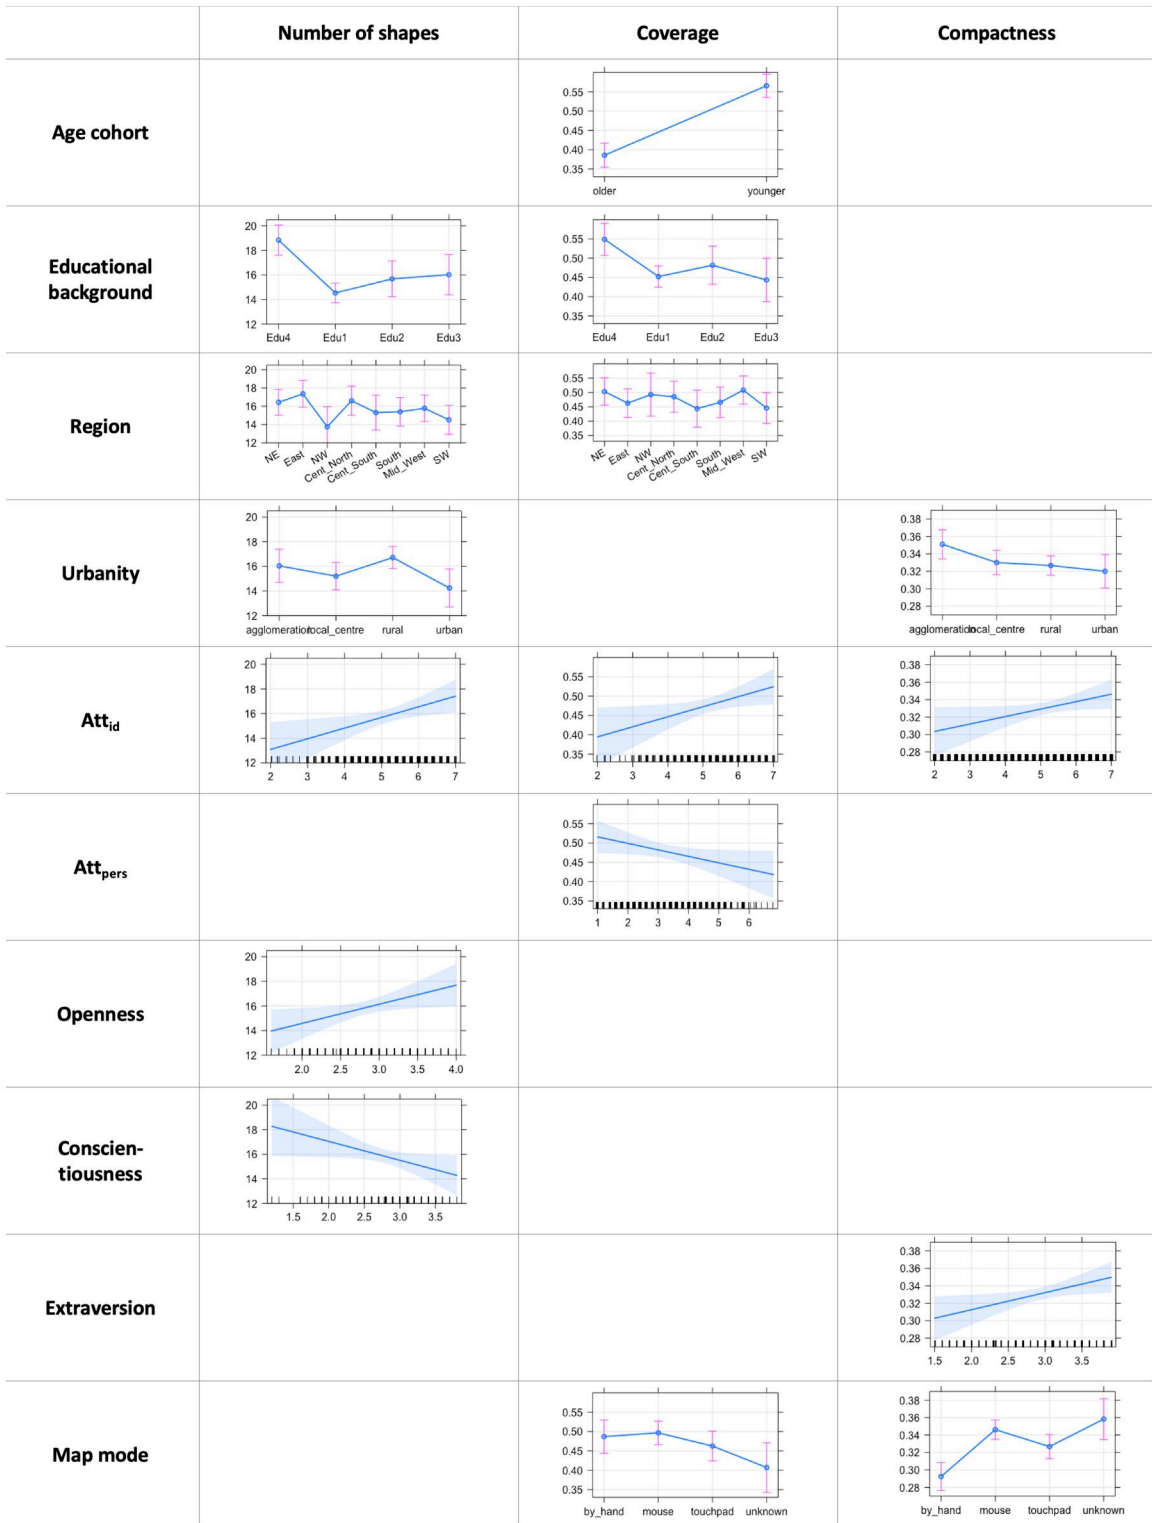 Number of shapes
Coverage
Compactness
Age cohort
0.55
0.50
0.45
0.40
0.35
older
younger
Educational
background
20
18
16
14
12
Edu4 Edu1 Edu2 Edu3
0.55
0.50
0.45
0.40
0.35
Edu4 Edu1 Edu2 Edu3
Region
20
18
16
14
12
NE East NW Cent_North Cent_South South Mid_West SW
0.55
0.50
0.45
0.40
0.35
NE East NW Cent_North Cent_South South Mid_West SW
Urbanity
20
18
16
14
12
agglomeration local_centre rural urban
0.38
0.36
0.34
0.32
0.30
0.28
agglomeration local_centre rural urban
Att_id
20
18
16
14
12
2 3 4 5 6 7
0.55
0.50
0.45
0.40
0.35
2 3 4 5 6 7
0.38
0.36
0.34
0.32
0.30
0.28
2 3 4 5 6 7
Att_pers
0.55
0.50
0.45
0.40
0.35
1 2 3 4 5 6
Openness
20
18
16
14
12
2.0 2.5 3.0 3.5 4.0
Conscien-
tiousness
20
18
16
14
12
1.5 2.0 2.5 3.0 3.5
Extraversion
0.38
0.36
0.34
0.32
0.30
0.28
1.5 2.0 2.5 3.0 3.5
Map mode
0.55
0.50
0.45
0.40
0.35
by_hand mouse touchpad unknown
0.38
0.36
0.34
0.32
0.30
0.28
by_hand mouse touchpad unknown